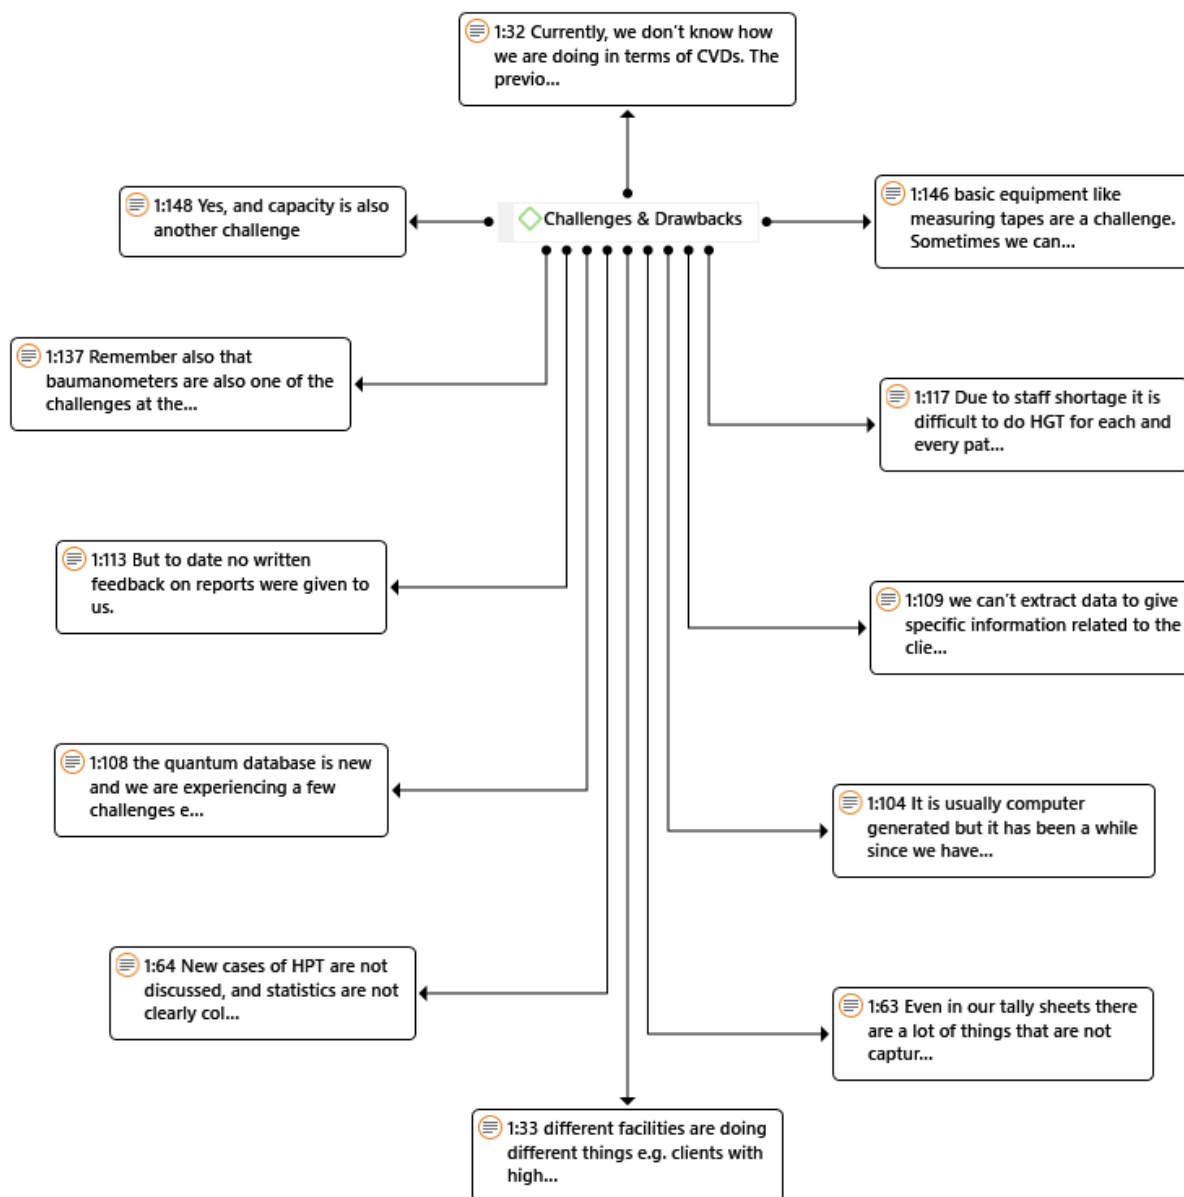 1:32 Currently, we don't know how
we are doing in terms of CVDs. The
previo...
1:148 Yes, and capacity is also
another challenge
Challenges & Drawbacks
1:146 basic equipment like
measuring tapes are a challenge.
Sometimes we can...
1:137 Remember also that
baumanometers are also one of the
challenges at the...
1:117 Due to staff shortage it is
difficult to do HGT for each and
every pat...
1:113 But to date no written
feedback on reports were given to
us.
1:109 we can't extract data to give
specific information related to the
clie...
1:108 the quantum database is new
and we are experiencing a few
challenges e...
1:104 It is usually computer
generated but it has been a while
since we have...
1:64 New cases of HPT are not
discussed, and statistics are not
clearly col...
1:63 Even in our tally sheets there
are a lot of things that are not
captur...
1:33 different facilities are doing
different things e.g. clients with
high...